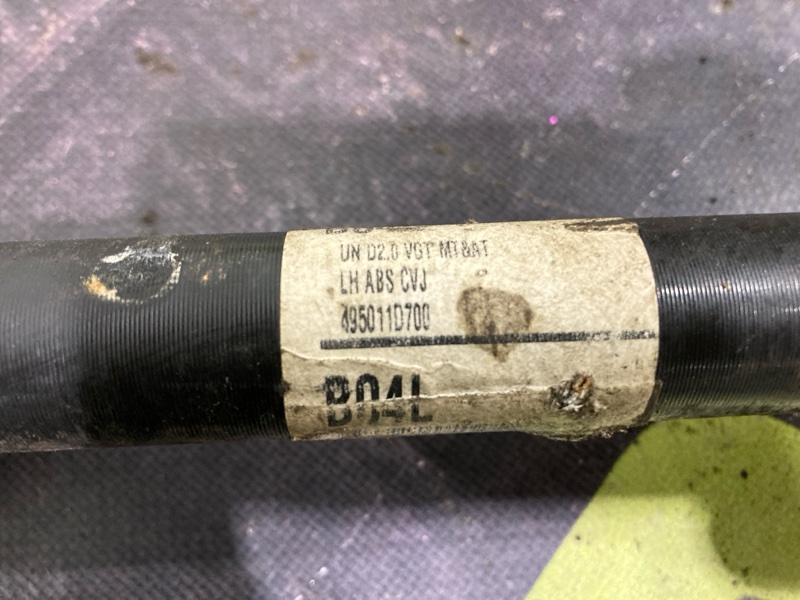 UN D2.0 VGT MT&AT
LH ABS CVJ
495011D700
B04L